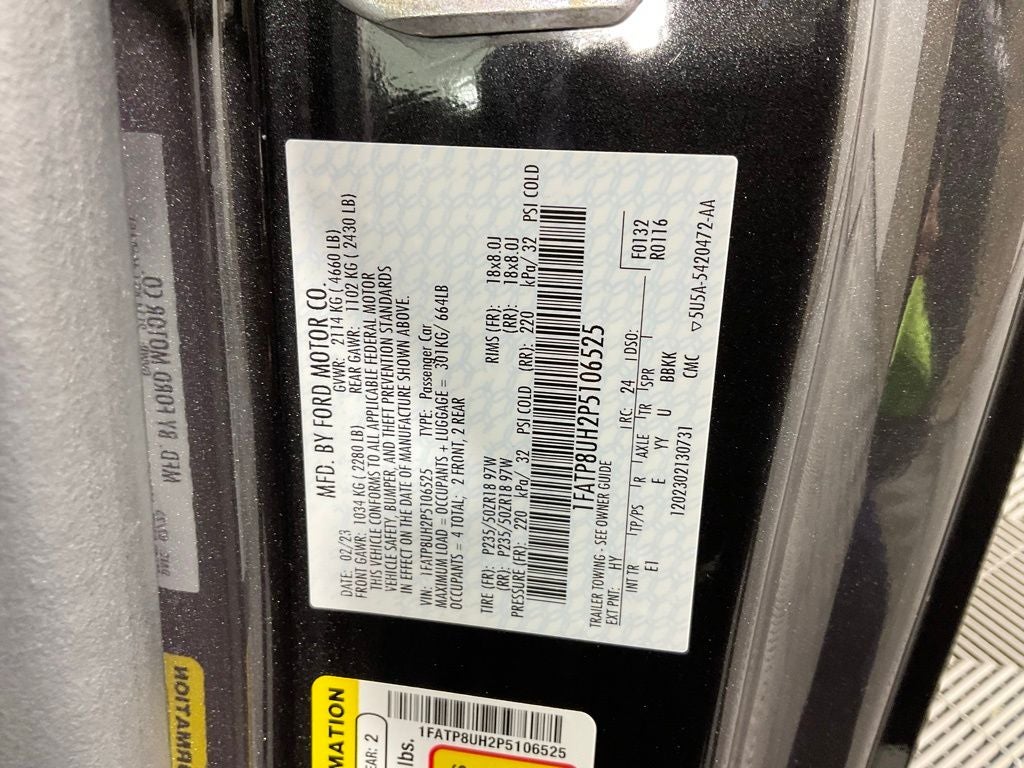 MFD. BY FORD MOTOR CO.
DATE: 02/23 GVWR: 2114 KG ( 4660 LB)
FRONT GAWR: 1034 KG ( 2280 LB) REAR GAWR: 1102 KG ( 2430 LB)
THIS VEHICLE CONFORMS TO ALL APPLICABLE FEDERAL MOTOR
VEHICLE SAFETY, BUMPER, AND THEFT PREVENTION STANDARDS
IN EFFECT ON THE DATE OF MANUFACTURE SHOWN ABOVE.
VIN: 1FATP8UH2P5106525 TYPE: Passenger Car
MAXIMUM LOAD = OCCUPANTS + LUGGAGE = 301KG/ 664LB
OCCUPANTS = 4 TOTAL; 2 FRONT, 2 REAR
TIRE (FR): P235/50ZR18 97W RIMS (FR): 18x8.0J
(RR): P235/50ZR18 97W (RR): 18x8.0J
PRESSURE (FR): 220 kPa/ 32 PSI COLD (RR): 220 kPa/ 32 PSI COLD
1FATP8UH2P5106525
TRAILER TOWING - SEE OWNER GUIDE
EXT PNT: HY RC: 24 DSO: F0132
R0116
INT TR TP/PS R AXLE TR SPR
EJ E YY U BBKK
1202302130731 CMC
▽5U5A-5420472-AA
MATION
EAR: 2
lbs.
1FATP8UH2P5106525
MFD. BY FORD MOTOR CO
RMATION